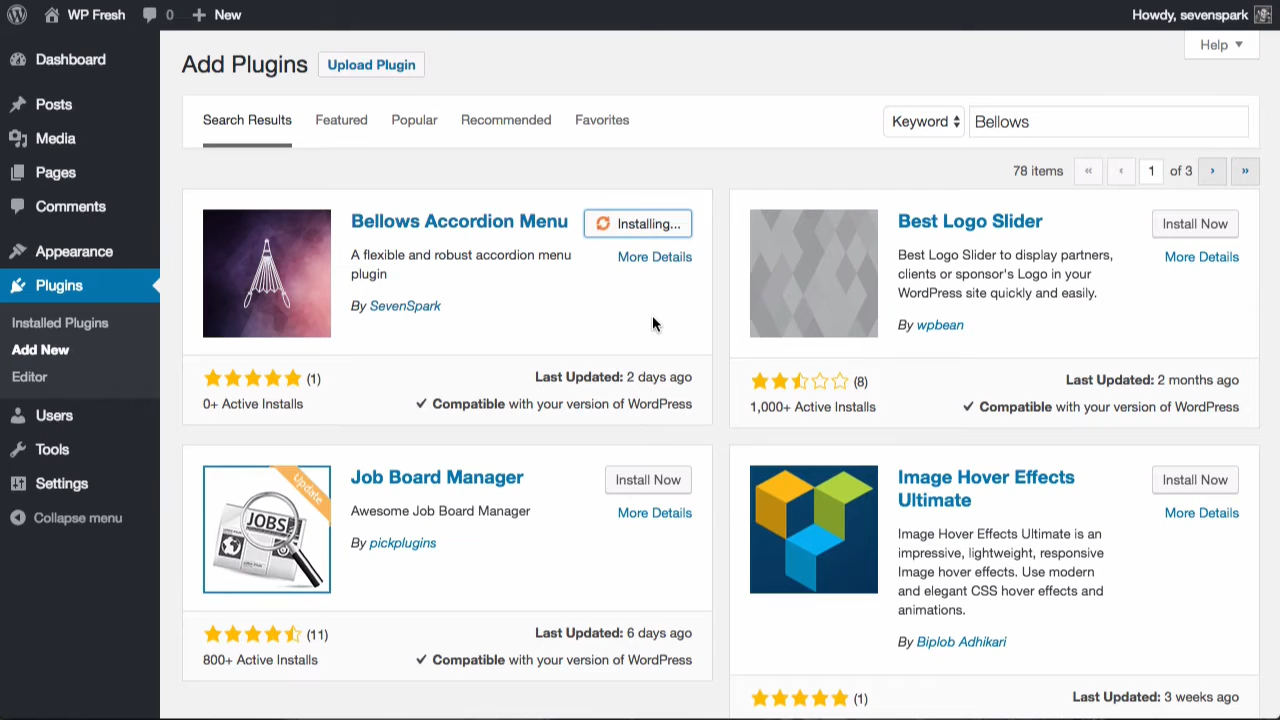 WP Fresh 0 New Howdy, sevenspark
Dashboard
Posts
Media
Pages
Comments
Appearance
Plugins
Installed Plugins
Add New
Editor
Users
Tools
Settings
Collapse menu
Help
Add Plugins Upload Plugin
Search Results Featured Popular Recommended Favorites Keyword Bellows
78 items « ‹ 1 of 3 › »
Bellows Accordion Menu Installing...
More Details
A flexible and robust accordion menu
plugin
By SevenSpark
(1) Last Updated: 2 days ago
0+ Active Installs ✓ Compatible with your version of WordPress
Best Logo Slider Install Now
More Details
Best Logo Slider to display partners,
clients or sponsor's Logo in your
WordPress site quickly and easily.
By wpbean
(8) Last Updated: 2 months ago
1,000+ Active Installs ✓ Compatible with your version of WordPress
Update
JOBS
Job Board Manager Install Now
More Details
Awesome Job Board Manager
By pickplugins
(11) Last Updated: 6 days ago
800+ Active Installs ✓ Compatible with your version of WordPress
Image Hover Effects Install Now
Ultimate
More Details
Image Hover Effects Ultimate is an
impressive, lightweight, responsive
Image hover effects. Use modern
and elegant CSS hover effects and
animations.
By Biplob Adhikari
(1) Last Updated: 3 weeks ago